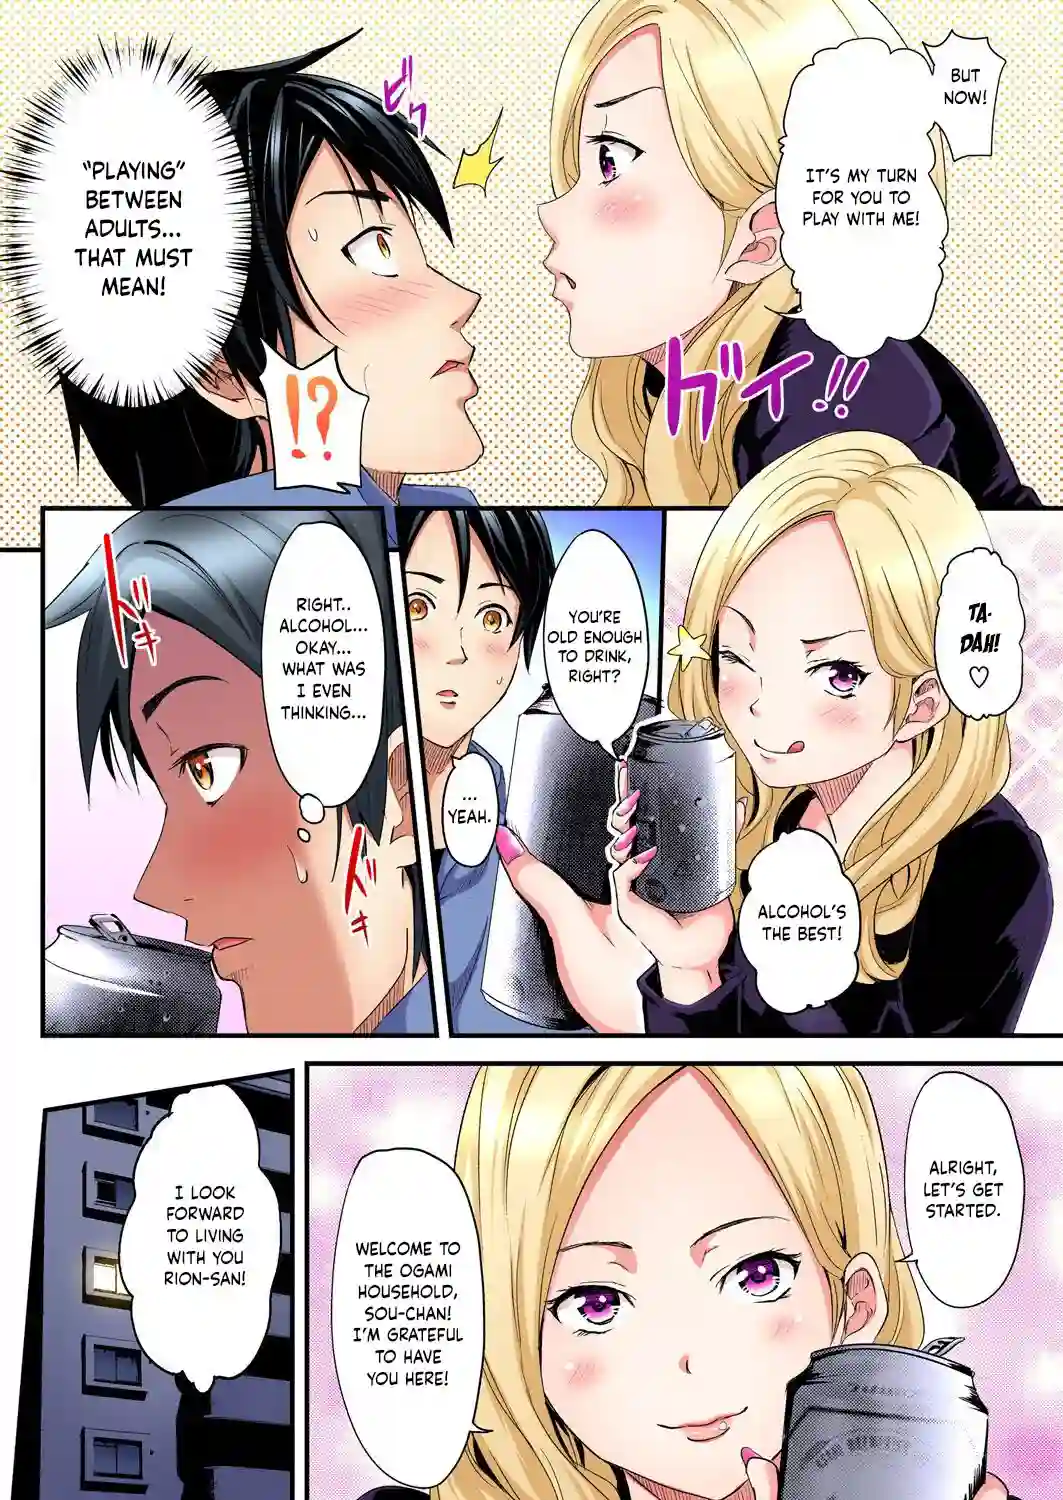 BUT
NOW!
IT'S MY TURN
FOR YOU TO
PLAY WITH ME!
ビク
グイ!!
"PLAYING"
BETWEEN
ADULTS...
THAT MUST
MEAN!
!?
TA-
DAH!
♡
YOU'RE
OLD ENOUGH
TO DRINK,
RIGHT?
ALCOHOL'S
THE BEST!
...
YEAH.
RIGHT..
ALCOHOL...
OKAY...
WHAT WAS
I EVEN
THINKING...
ドキ
ドキ
ALRIGHT,
LET'S GET
STARTED.
WELCOME TO
THE OGAMI
HOUSEHOLD,
SOU-CHAN!
I'M GRATEFUL
TO HAVE
YOU HERE!
I LOOK
FORWARD
TO LIVING
WITH YOU
RION-SAN!